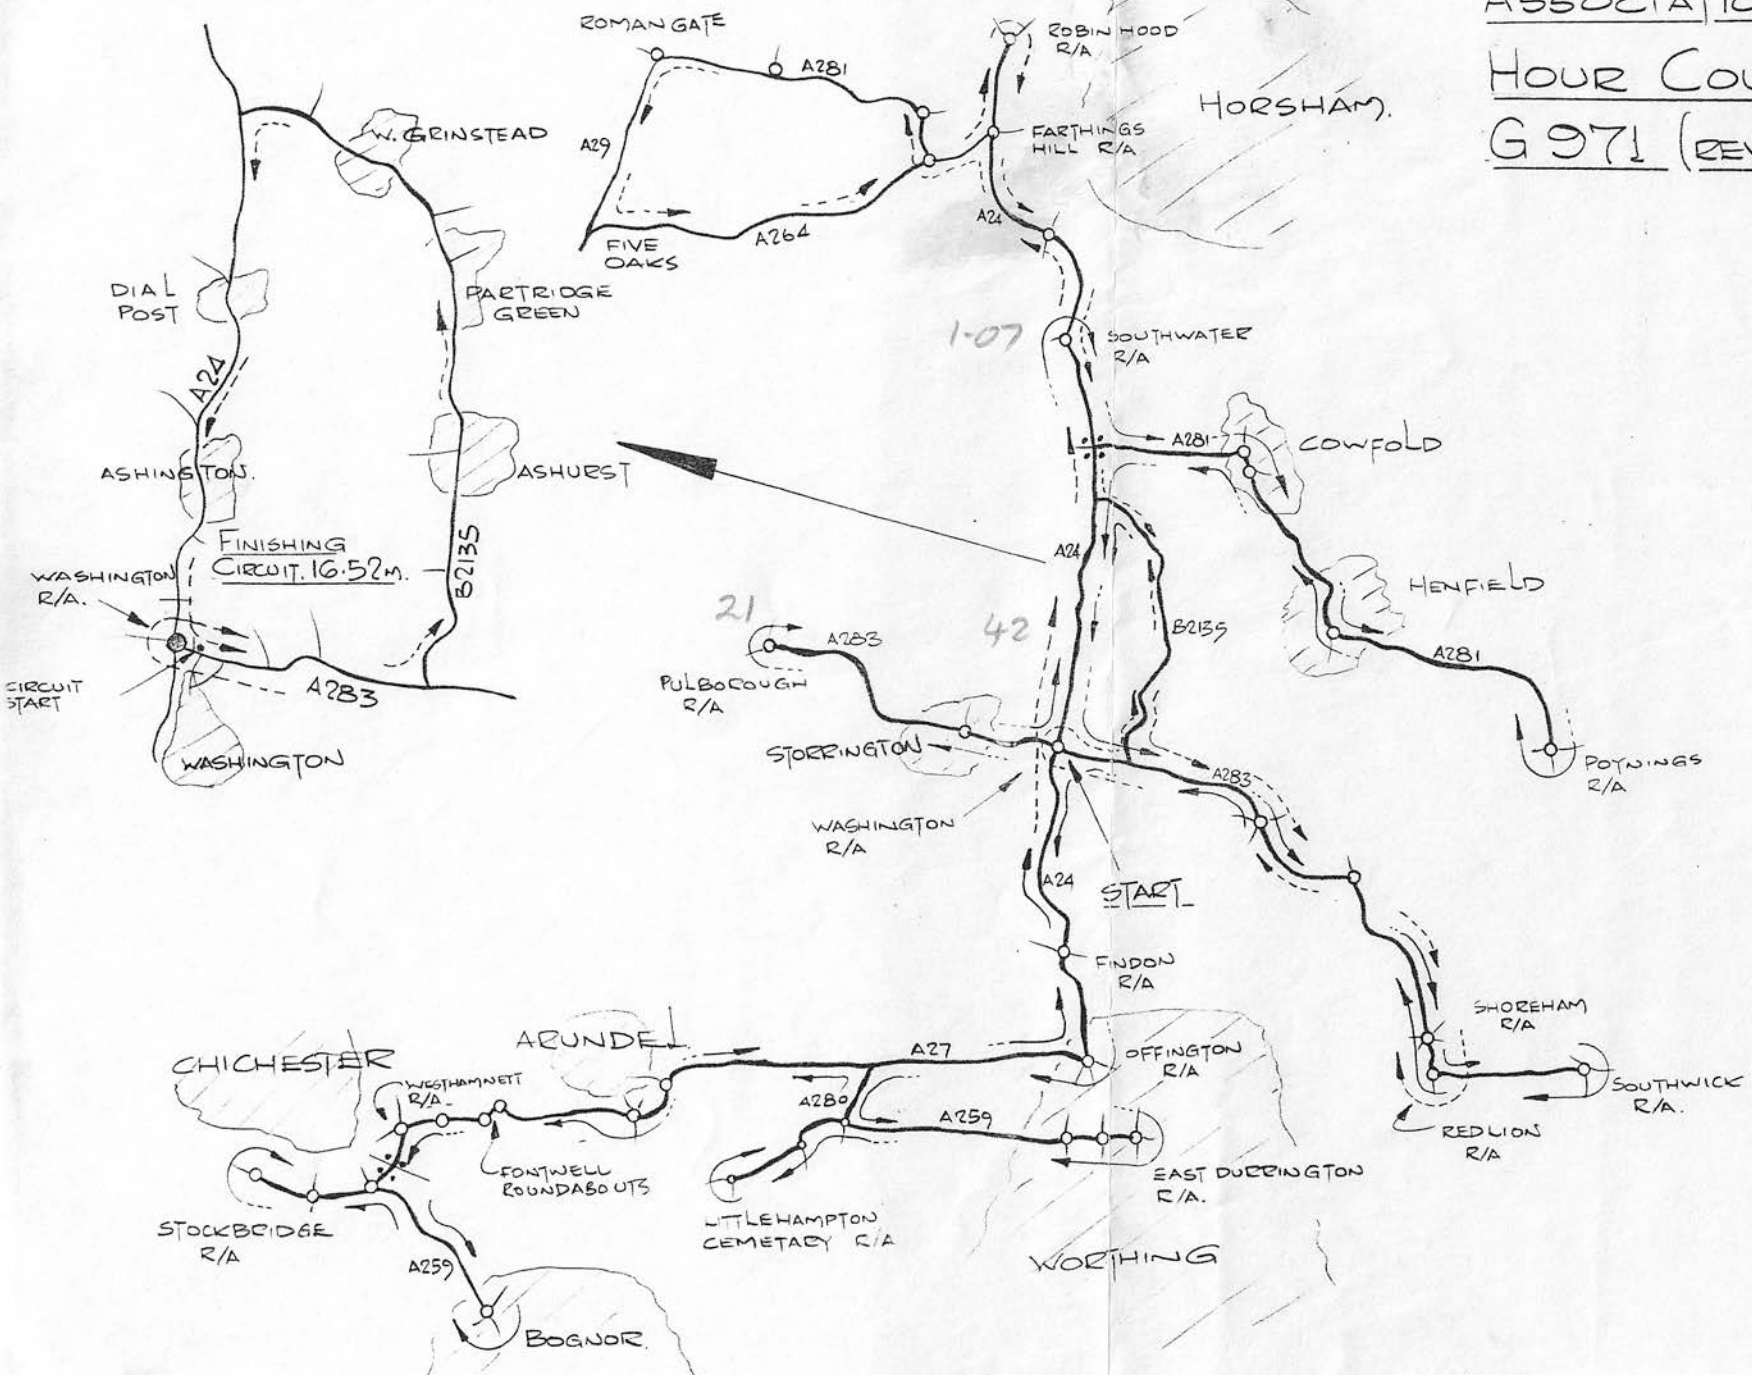 ASSOCIATIO
HOUR COU
G 971 (REV
ROMAN GATE
A281
A29
FIVE
OAKS
A264
ROBIN HOOD
R/A
HORSHAM.
FARTHINGS
HILL R/A
A24
1-07
SOUTHWATER
R/A
A281
COWFOLD
HENFIELD
A281
POYNINGS
R/A
A24
B2135
42
21
A283
PULBOROUGH
R/A
STORRINGTON
WASHINGTON
R/A
A283
START
A24
FINDON
R/A
SHOREHAM
R/A
SOUTHWICK
R/A.
RED LION
R/A
OFFINGTON
R/A
A27
ARUNDEL
CHICHESTER
WESTHAMNETT
R/A.
A280
A259
FONTWELL
ROUNDABOUTS
EAST DURRINGTON
R/A.
STOCKBRIDGE
R/A
LITTLEHAMPTON
CEMETARY R/A
WORTHING
A259
BOGNOR.
W. GRINSTEAD
DIAL
POST
PARTRIDGE
GREEN
A24
ASHINGTON.
ASHURST
FINISHING
CIRCUIT. 16.52M.
B2135
WASHINGTON
R/A.
CIRCUIT
START
A283
WASHINGTON